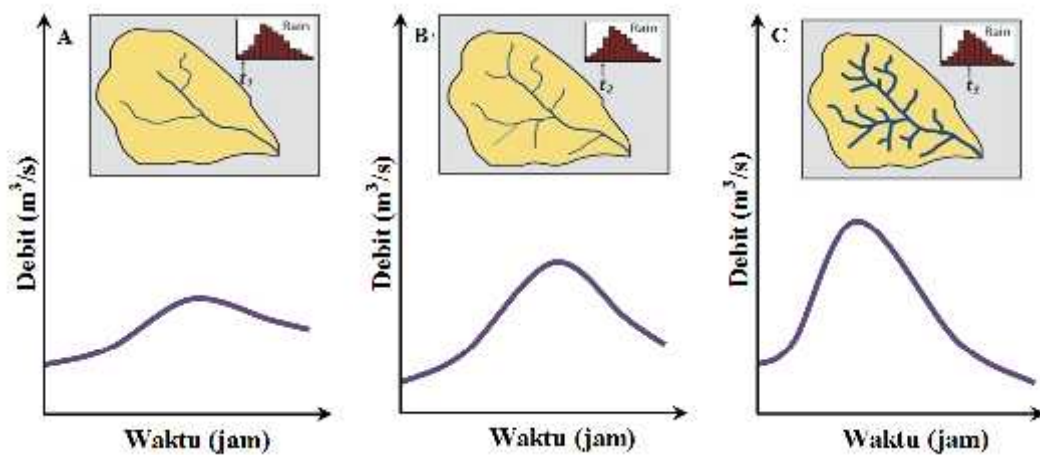 A
Rain
t₁
Debit (m³/s)
Waktu (jam)
B
Rain
t₂
Debit (m³/s)
Waktu (jam)
C
Rain
t₃
Debit (m³/s)
Waktu (jam)